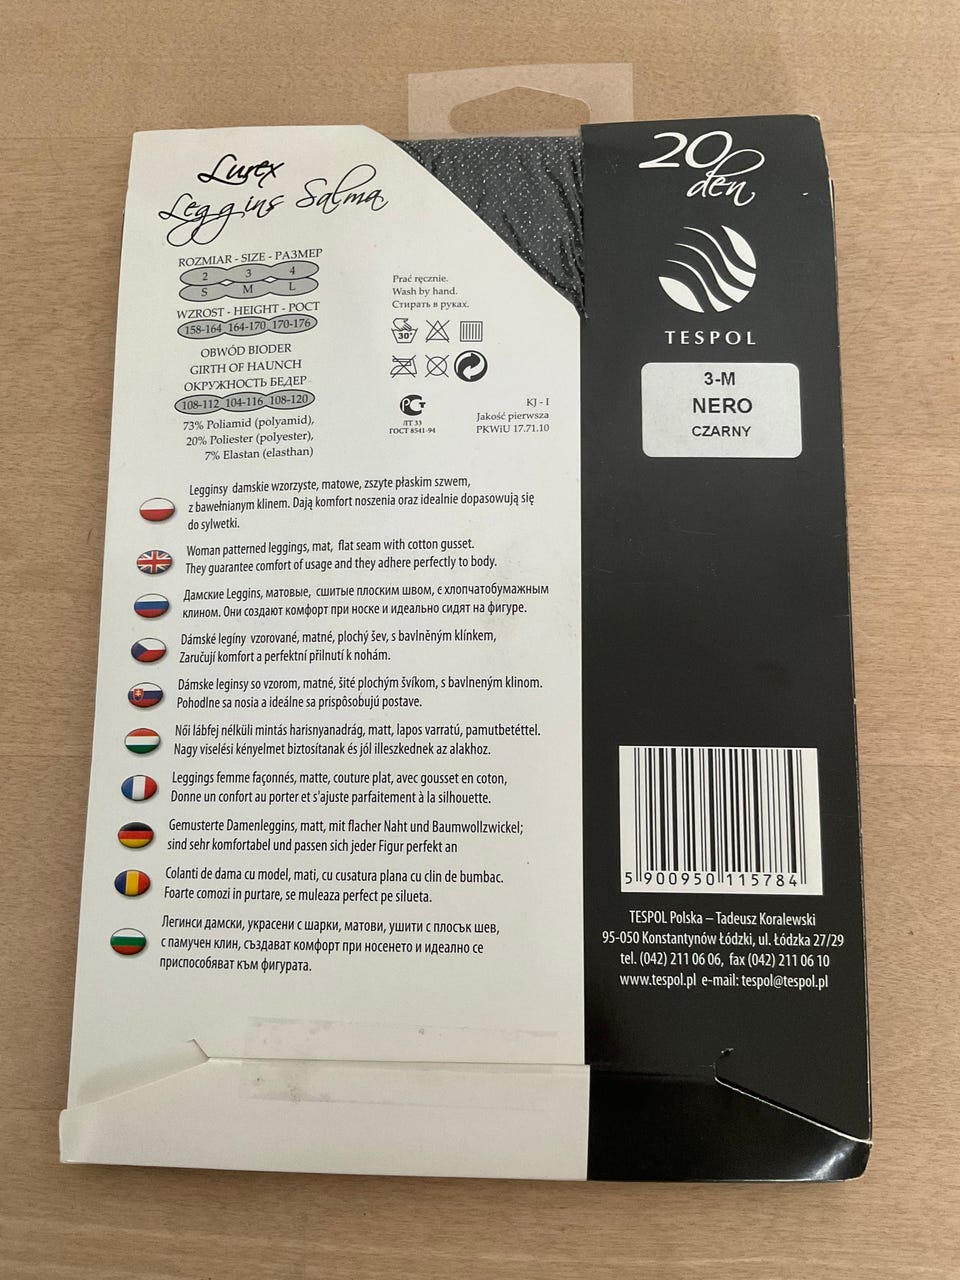 Lurex
Leggins Salma
ROZMIAR - SIZE - РАЗМЕР
2 3 4
S M L
WZROST - HEIGHT - РОСТ
158-164 164-170 170-176
OBWÓD BIODER
GIRTH OF HAUNCH
ОКРУЖНОСТЬ БЕДЕР
108-112 104-116 108-120
73% Poliamid (polyamid),
20% Poliester (polyester),
7% Elastan (elasthan)
Prać ręcznie.
Wash by hand.
Стирать в руках.
30°
РСТ
ЛТ 33
ГОСТ 8541-94
KJ - I
Jakość pierwsza
PKWiU 17.71.10
Legginsy damskie wzorzyste, matowe, zszyte płaskim szwem,
z bawełnianym klinem. Dają komfort noszenia oraz idealnie dopasowują się
do sylwetki.
Woman patterned leggings, mat, flat seam with cotton gusset.
They guarantee comfort of usage and they adhere perfectly to body.
Дамские Leggins, матовые, сшитые плоским швом, с хлопчатобумажным
клином. Они создают комфорт при носке и идеально сидят на фигуре.
Dámské legíny vzorované, matné, plochý šev, s bavlněným klínkem,
Zaručují komfort a perfektní přilnutí k nohám.
Dámske leginsy so vzorom, matné, šité plochým švíkom, s bavlneným klinom.
Pohodlne sa nosia a ideálne sa prispôsobujú postave.
Női lábfej nélküli mintás harisnyanadrág, matt, lapos varratú, pamutbetéttel.
Nagy viselési kényelmet biztosítanak és jól illeszkednek az alakhoz.
Leggings femme façonnés, matte, couture plat, avec gousset en coton,
Donne un confort au porter et s'ajuste parfaitement à la silhouette.
Gemusterte Damenleggins, matt, mit flacher Naht und Baumwollzwickel;
sind sehr komfortabel und passen sich jeder Figur perfekt an
Colanti de dama cu model, mati, cu cusatura plana cu clin de bumbac.
Foarte comozi in purtare, se muleaza perfect pe silueta.
Легинси дамски, украсени с шарки, матови, ушити с плосък шев,
с памучен клин, създават комфорт при носенето и идеално се
приспособяват към фигурата.
20
den
TESPOL
3-M
NERO
CZARNY
5 900950 115784
TESPOL Polska – Tadeusz Koralewski
95-050 Konstantynów Łódzki, ul. Łódzka 27/29
tel. (042) 211 06 06, fax (042) 211 06 10
www.tespol.pl e-mail: tespol@tespol.pl